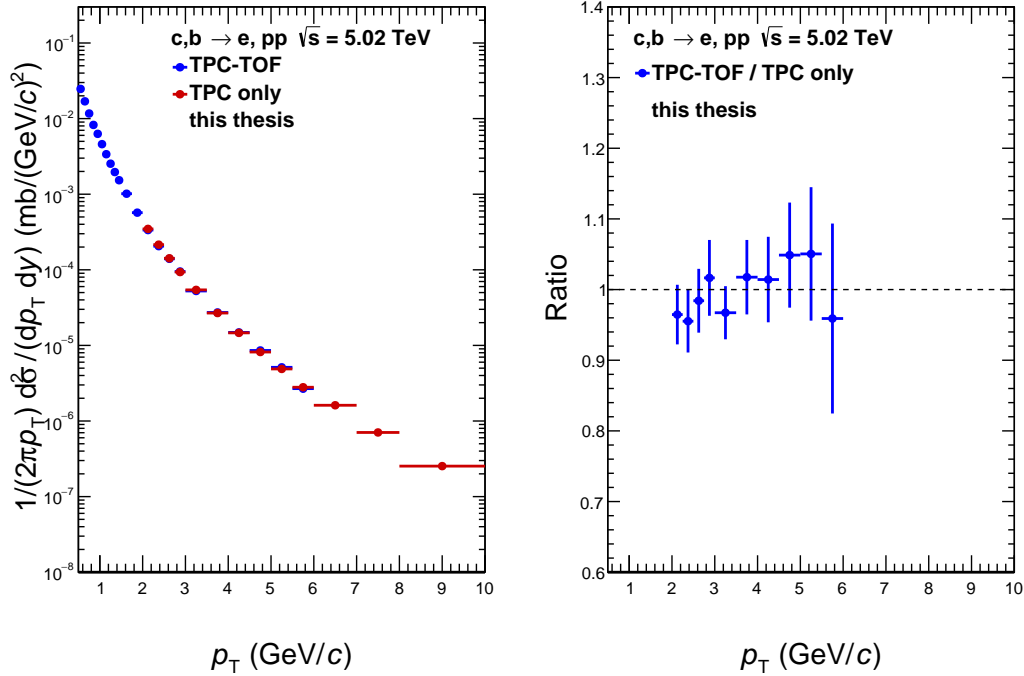 c,b → e, pp √s = 5.02 TeV
TPC-TOF
TPC only
this thesis
1/(2πp_T) d²σ/(dp_T dy) (mb/(GeV/c)²)
10⁻¹
10⁻²
10⁻³
10⁻⁴
10⁻⁵
10⁻⁶
10⁻⁷
10⁻⁸
1 2 3 4 5 6 7 8 9 10
p_T (GeV/c)
c,b → e, pp √s = 5.02 TeV
TPC-TOF / TPC only
this thesis
Ratio
1.4
1.3
1.2
1.1
1
0.9
0.8
0.7
0.6
1 2 3 4 5 6 7 8 9 10
p_T (GeV/c)